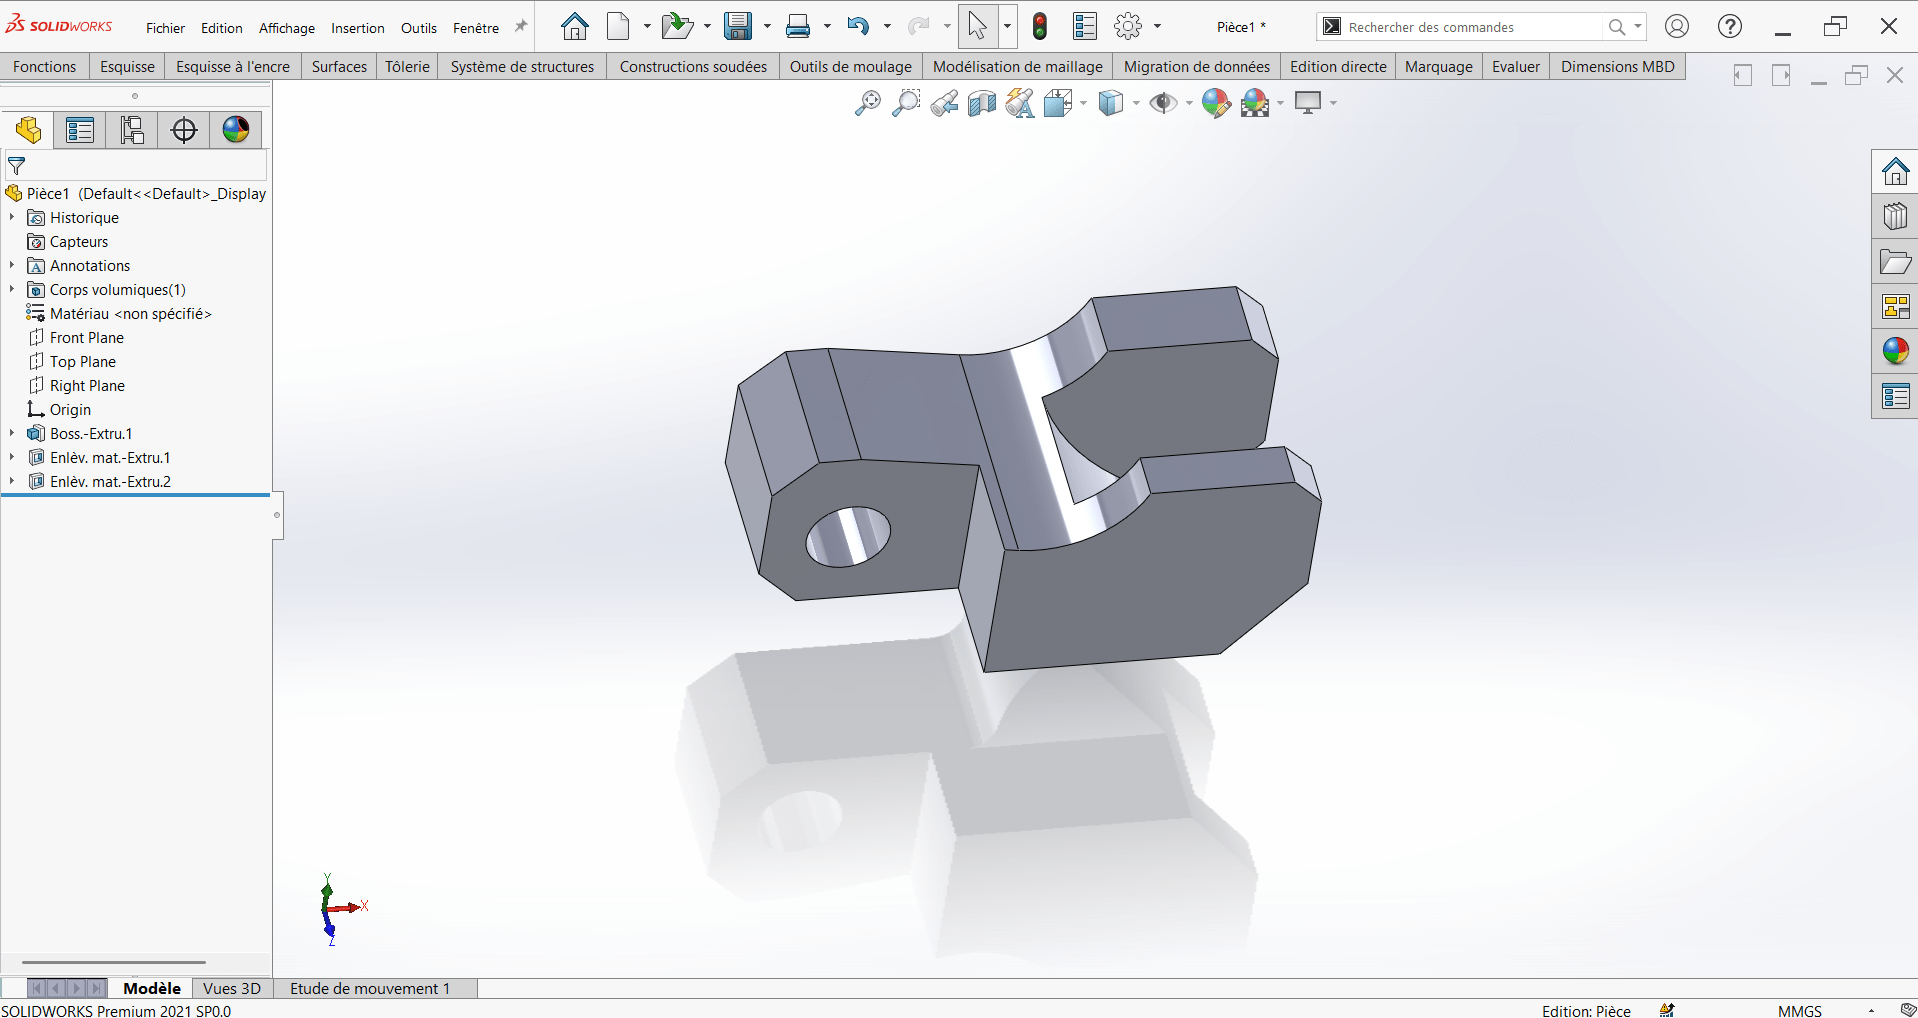 SOLIDWORKS Fichier Edition Affichage Insertion Outils Fenêtre Pièce1 * Rechercher des commandes
Fonctions Esquisse Esquisse à l'encre Surfaces Tôlerie Système de structures Constructions soudées Outils de moulage Modélisation de maillage Migration de données Edition directe Marquage Evaluer Dimensions MBD
Pièce1 (Default<<Default>_Display
Historique
Capteurs
Annotations
Corps volumiques(1)
Matériau <non spécifié>
Front Plane
Top Plane
Right Plane
Origin
Boss.-Extru.1
Enlèv. mat.-Extru.1
Enlèv. mat.-Extru.2
Y
X
Z
Modèle Vues 3D Etude de mouvement 1
SOLIDWORKS Premium 2021 SP0.0 Edition: Pièce MMGS